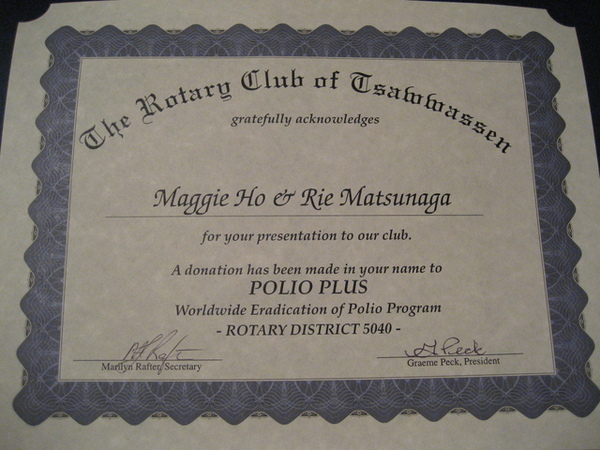 The Rotary Club of Tsawwassen
gratefully acknowledges
Maggie Ho & Rie Matsunaga
for your presentation to our club.
A donation has been made in your name to
POLIO PLUS
Worldwide Eradication of Polio Program
- ROTARY DISTRICT 5040 -
Marilyn Rafter, Secretary
Graeme Peck, President